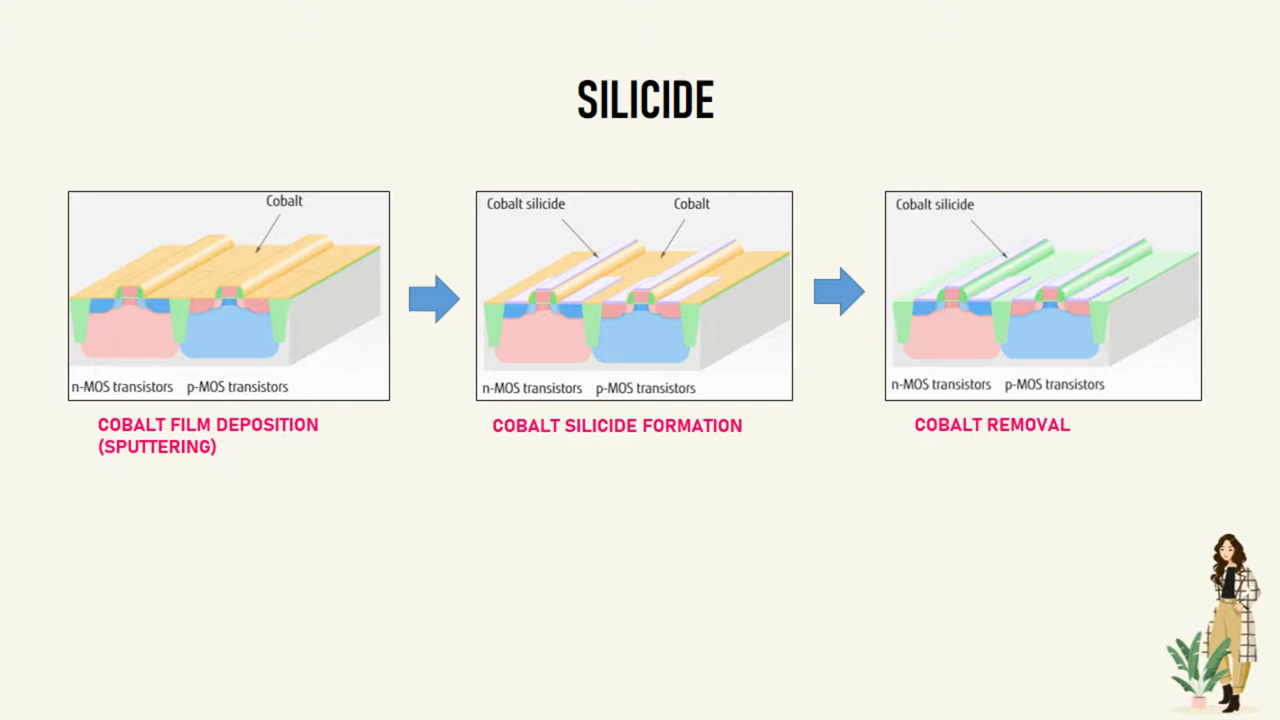 SILICIDE
Cobalt
n-MOS transistors p-MOS transistors
COBALT FILM DEPOSITION
(SPUTTERING)
Cobalt silicide Cobalt
n-MOS transistors p-MOS transistors
COBALT SILICIDE FORMATION
Cobalt silicide
n-MOS transistors p-MOS transistors
COBALT REMOVAL